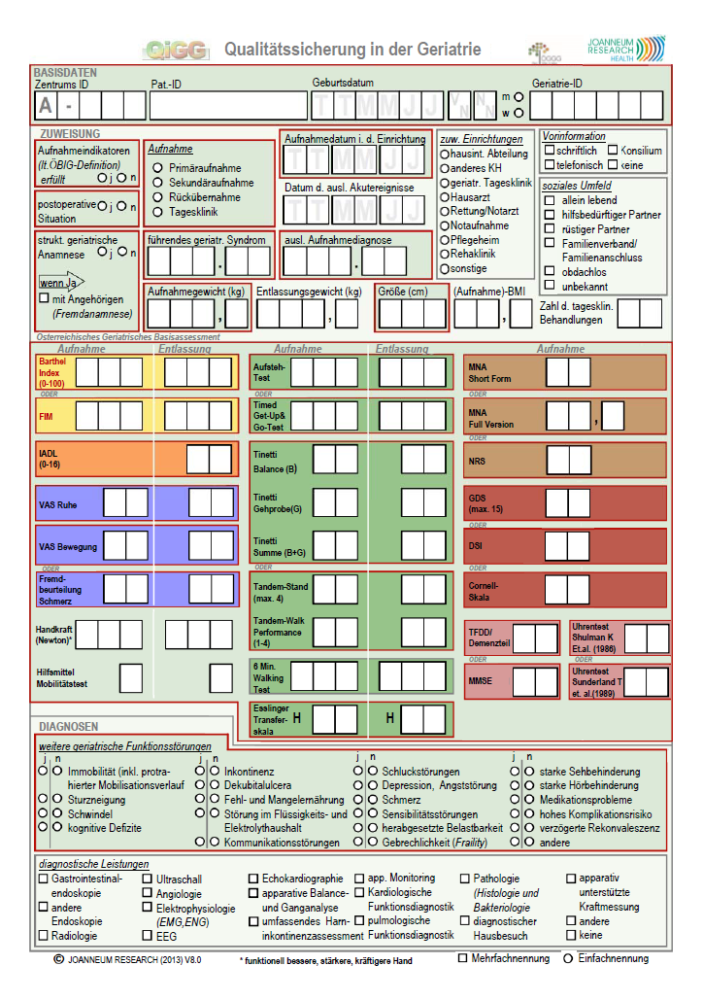 QiGG
Qualitätssicherung in der Geriatrie
JOANNEUM
RESEARCH
HEALTH
BASISDATEN
Zentrums ID
Pat.-ID
Geburtsdatum
Geriatrie-ID
A -
T T M M J J V N N N
m
w
ZUWEISUNG
Aufnahmeindikatoren
(lt.ÖBIG-Definition)
erfüllt j n
postoperative j n
Situation
strukt. geriatrische
Anamnese j n
wenn Ja
mit Angehörigen
(Fremdanamnese)
Aufnahme
Primäraufnahme
Sekundäraufnahme
Rückübernahme
Tagesklinik
Aufnahmedatum i. d. Einrichtung
T T M M J J
Datum d. ausl. Akutereignisse
T T M M J J
führendes geriatr. Syndrom
.
ausl. Aufnahmediagnose
.
Aufnahmegewicht (kg)
,
Entlassungsgewicht (kg)
,
Größe (cm)
(Aufnahme)-BMI
,
zuw. Einrichtungen
hausint. Abteilung
anderes KH
geriatr. Tagesklinik
Hausarzt
Rettung/Notarzt
Notaufnahme
Pflegeheim
Rehaklinik
sonstige
Vorinformation
schriftlich Konsilium
telefonisch keine
soziales Umfeld
allein lebend
hilfsbedürftiger Partner
rüstiger Partner
Familienverband/
Familienanschluss
obdachlos
unbekannt
Zahl d. tagesklin.
Behandlungen
Österreichisches Geriatrisches Basisassessment
Aufnahme Entlassung
Barthel
Index
(0-100)
ODER
FIM
IADL
(0-16)
VAS Ruhe
VAS Bewegung
ODER
Fremd-
beurteilung
Schmerz
Handkraft
(Newton)*
Hilfsmittel
Mobilitätstest
Aufnahme Entlassung
Aufsteh-
Test
ODER
Timed
Get-Up&
Go-Test
Tinetti
Balance (B)
Tinetti
Gehprobe(G)
Tinetti
Summe (B+G)
ODER
Tandem-Stand
(max. 4)
Tandem-Walk
Performance
(1-4)
6 Min.
Walking
Test
Esslinger
Transfer-
skala
H H
Aufnahme
MNA
Short Form
ODER
MNA
Full Version
,
ODER
NRS
GDS
(max. 15)
ODER
DSI
ODER
Cornell-
Skala
TFDD/
Demenzteil
ODER
MMSE
Uhrentest
Shulman K
Et.al. (1986)
ODER
Uhrentest
Sunderland T
et. al.(1989)
DIAGNOSEN
weitere geriatrische Funktionsstörungen
j n
Immobilität (inkl. protra-
hierter Mobilisationsverlauf
Sturzneigung
Schwindel
kognitive Defizite
j n
Inkontinenz
Dekubitalulcera
Fehl- und Mangelernährung
Störung im Flüssigkeits- und
Elektrolythaushalt
Kommunikationsstörungen
j n
Schluckstörungen
Depression, Angststörung
Schmerz
Sensibilitätsstörungen
herabgesetzte Belastbarkeit
Gebrechlichkeit (Fraility)
j n
starke Sehbehinderung
starke Hörbehinderung
Medikationsprobleme
hohes Komplikationsrisiko
verzögerte Rekonvaleszenz
andere
diagnostische Leistungen
Gastrointestinal-
endoskopie
andere
Endoskopie
Radiologie
Ultraschall
Angiologie
Elektrophysiologie
(EMG,ENG)
EEG
Echokardiographie
apparative Balance-
und Ganganalyse
umfassendes Harn-
inkontinenzassessment
app. Monitoring
Kardiologische
Funktionsdiagnostik
pulmologische
Funktionsdiagnostik
Pathologie
(Histologie und
Bakteriologie
diagnostischer
Hausbesuch
apparativ
unterstützte
Kraftmessung
andere
keine
© JOANNEUM RESEARCH (2013) V8.0
* funktionell bessere, stärkere, kräftigere Hand
Mehrfachnennung Einfachnennung